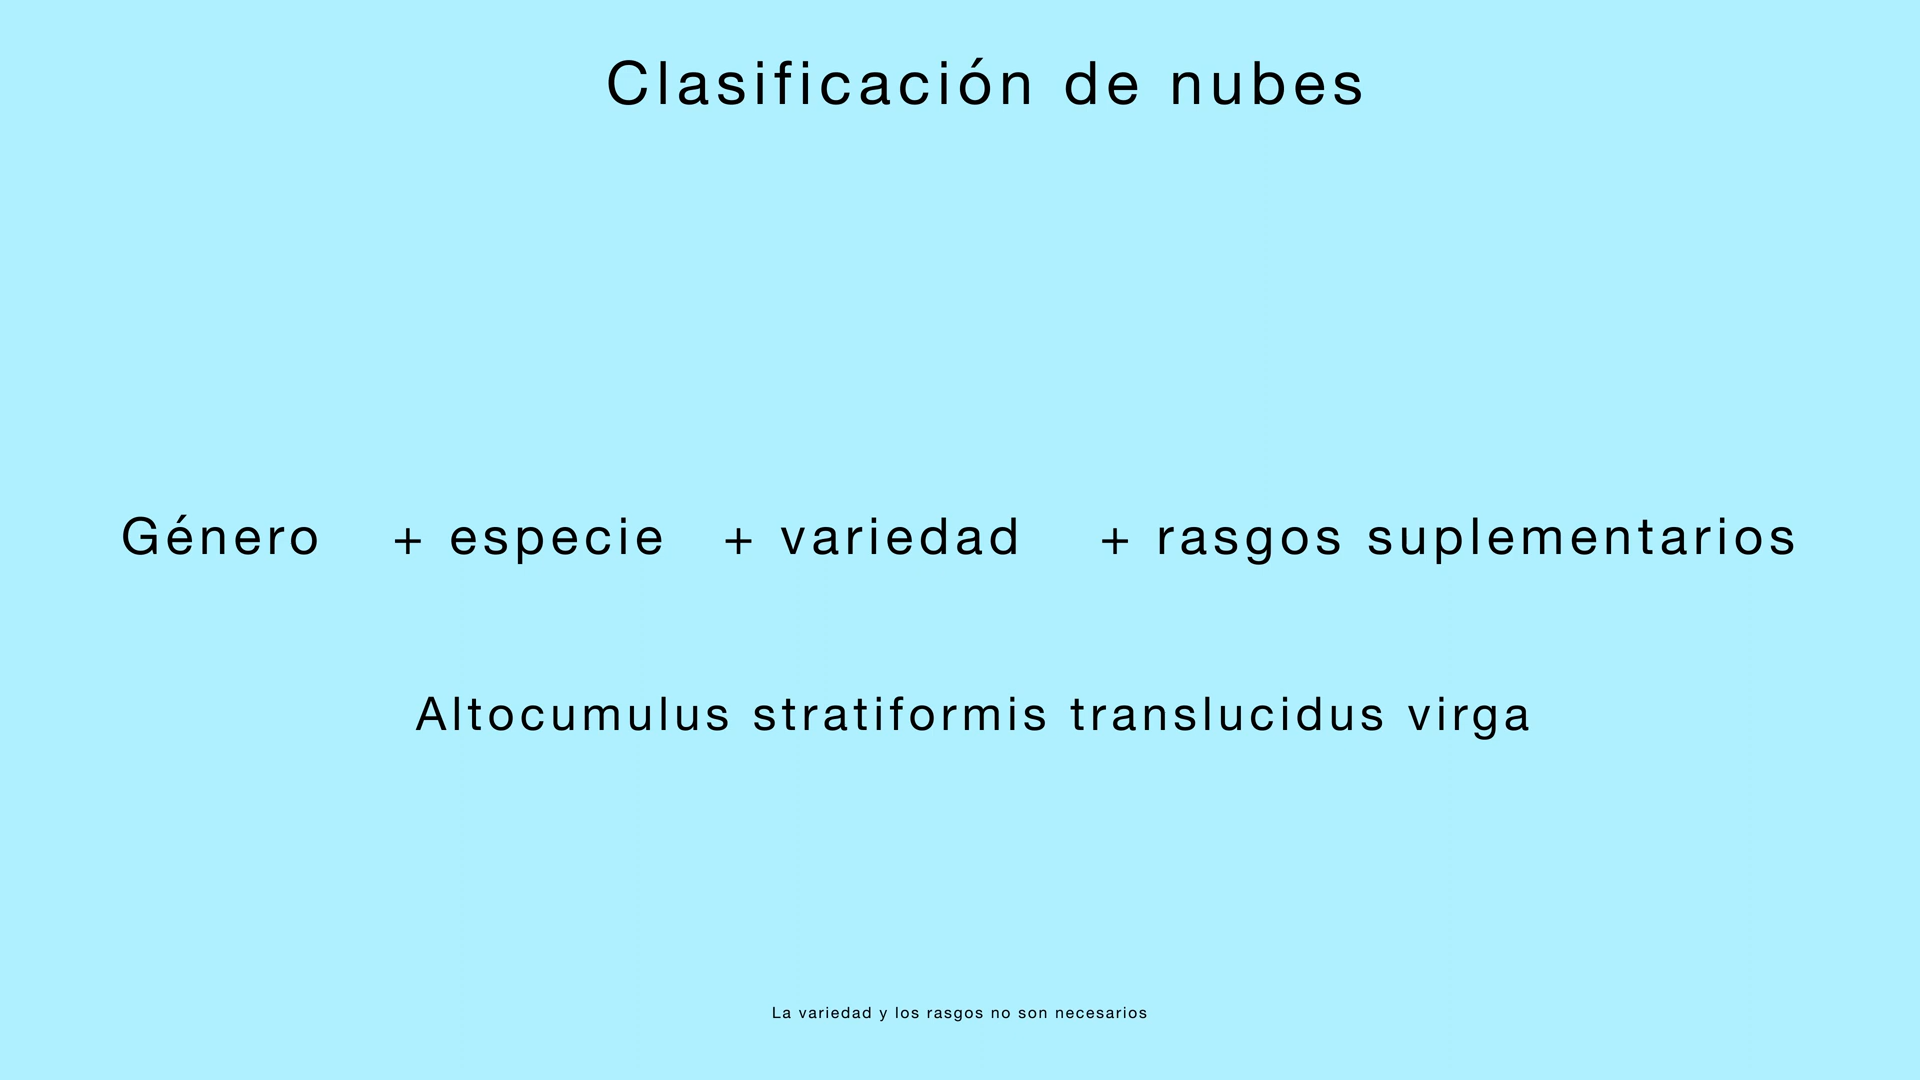 Clasificación de nubes
Género + especie + variedad + rasgos suplementarios
Altocumulus stratiformis translucidus virga
La variedad y los rasgos no son necesarios